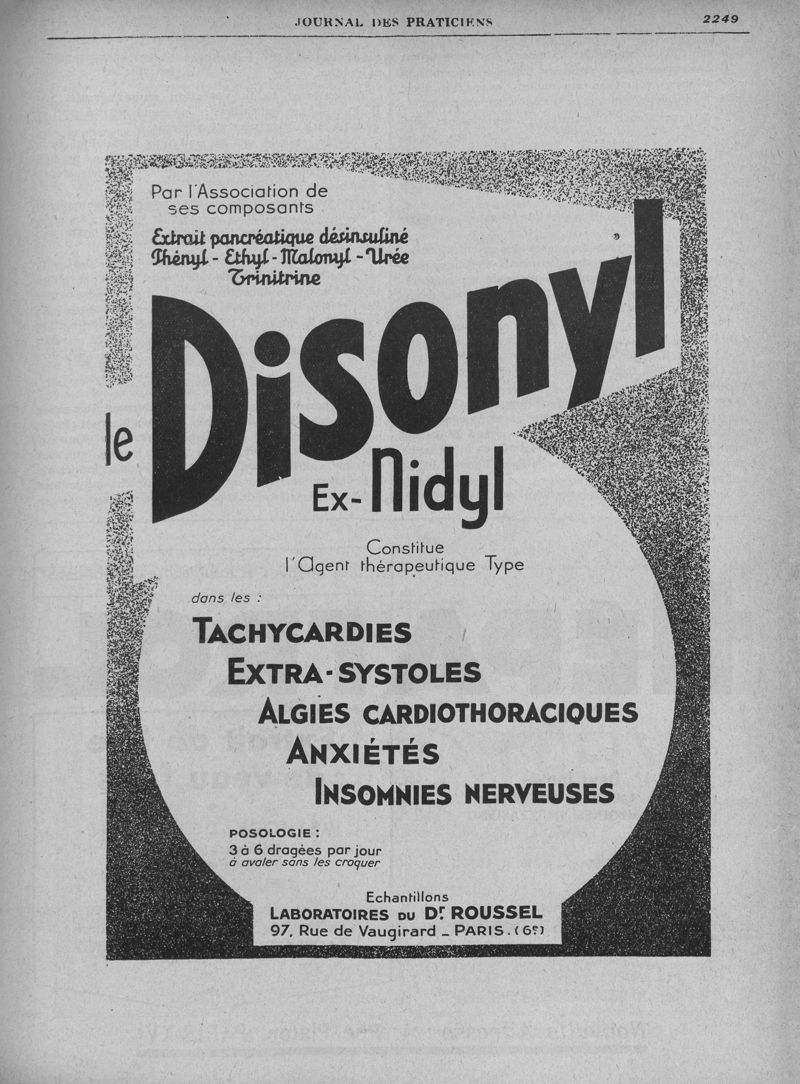 JOURNAL DES PRATICIENS 2249
Par l'Association de
ses composants
Extrait pancréatique désinsuliné
Phényl - Ethyl - Malonyl - Urée
Trinitrine
le Disonyl
Ex-Nidyl
Constitue
l'Agent thérapeutique Type
dans les :
TACHYCARDIES
EXTRA-SYSTOLES
ALGIES CARDIOTHORACIQUES
ANXIÉTÉS
INSOMNIES NERVEUSES
POSOLOGIE :
3 à 6 dragées par jour
à avaler sans les croquer
Echantillons
LABORATOIRES DU Dr ROUSSEL
97, Rue de Vaugirard _ PARIS. (6e)